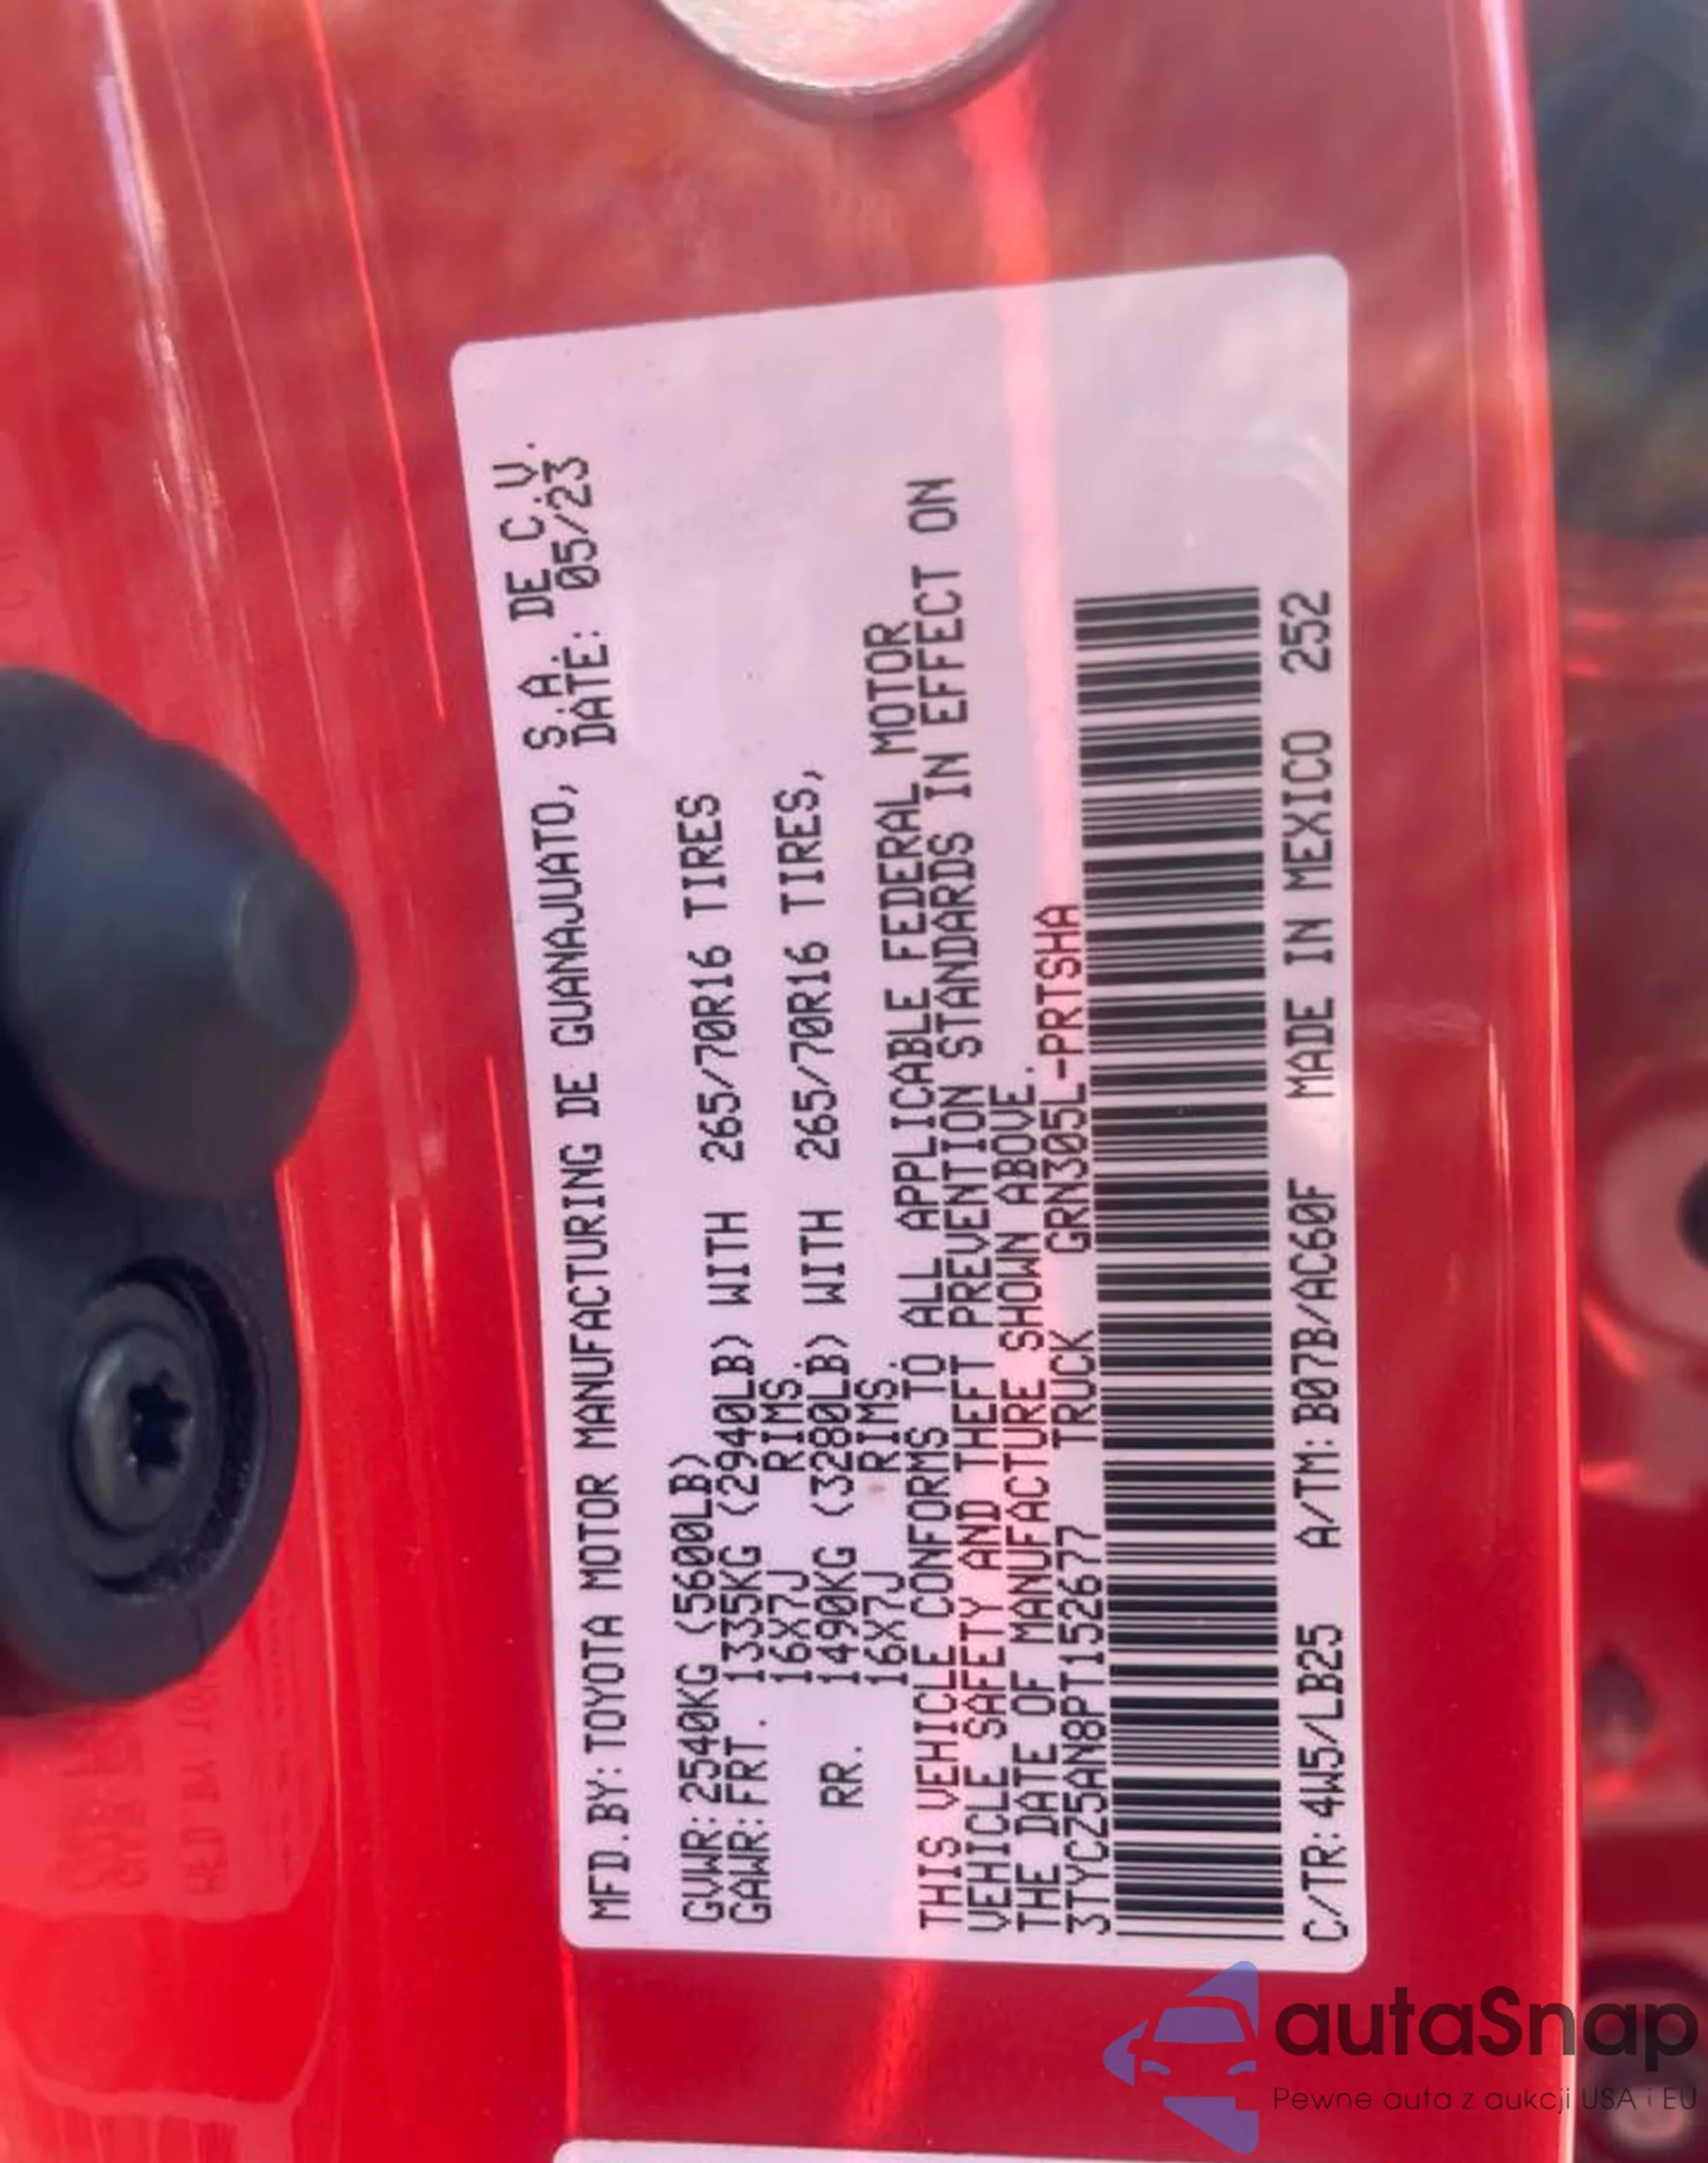 MFD.BY:TOYOTA MOTOR MANUFACTURING DE GUANAJUATO, S.A. DE C.V.
DATE: 05/23
GVWR:2540KG (5600LB)
GAWR:FRT. 1335KG (2940LB) WITH 265/70R16 TIRES
16X7J RIMS.
RR. 1490KG (3280LB) WITH 265/70R16 TIRES,
16X7J RIMS.
THIS VEHICLE CONFORMS TO ALL APPLICABLE FEDERAL MOTOR
VEHICLE SAFETY AND THEFT PREVENTION STANDARDS IN EFFECT ON
THE DATE OF MANUFACTURE SHOWN ABOVE.
3TYCZ5AN8PT152677 TRUCK GRN305L-PRTSHA
C/TR:4W5/LB25 A/TM:B07B/AC60F MADE IN MEXICO 252
autaSnap
Pewne auta z aukcji USA i EU